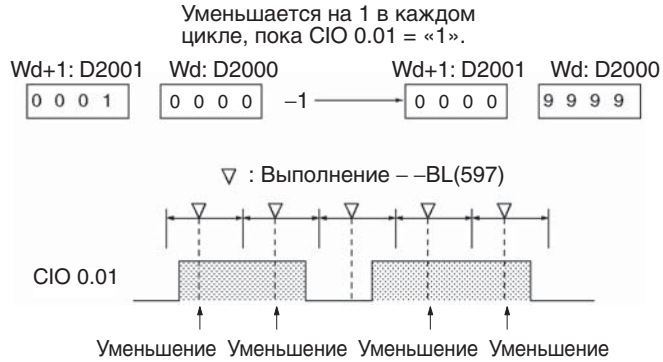 Уменьшается на 1 в каждом
цикле, пока CIO 0.01 = «1».
Wd+1: D2001 Wd: D2000 Wd+1: D2001 Wd: D2000
0 0 0 1 0 0 0 0 −1 0 0 0 0 9 9 9 9
: Выполнение – –BL(597)
CIO 0.01
Уменьшение Уменьшение Уменьшение Уменьшение